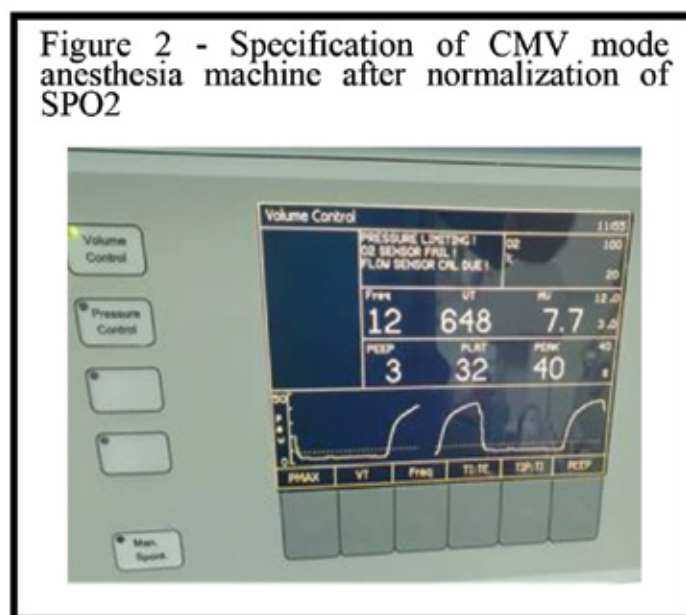 Figure 2 - Specification of CMV mode
anesthesia machine after normalization of
SPO2
Volume Control 11:55
Volume
Control
PRESSURE LIMITING !
O2 SENSOR FAIL !
FLOW SENSOR CAL DUE !
O2 100
%
20
Pressure
Control
Freq VT MV 12.0
12 648 7.7 3.0
PEEP PLAT PEAK 40
3 32 40 8
50
0
PMAX VT Freq TI:TE TIP:TI PEEP
Man.
Spont.